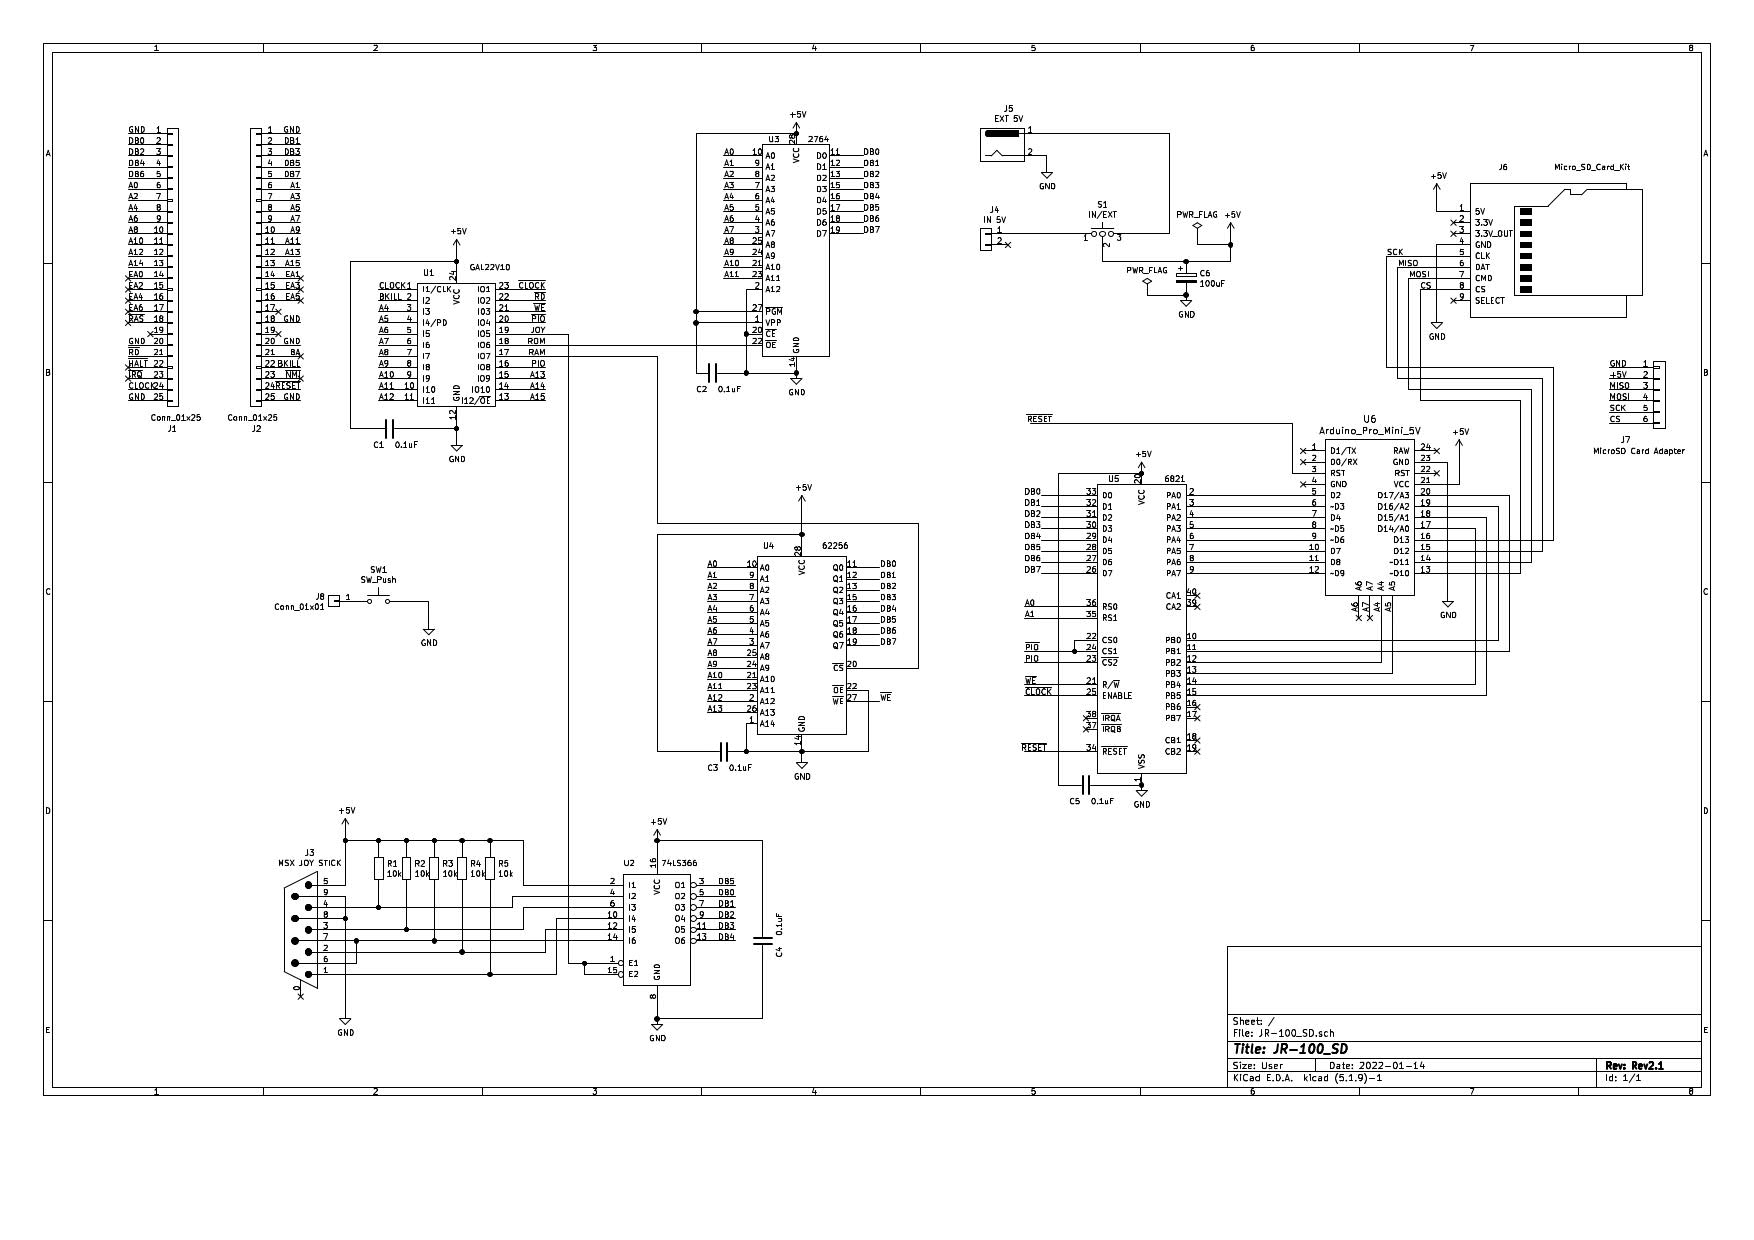 1 2 3 4 5 6 7 8
A
B
C
D
E
GND 1
DB0 2
DB2 3
DB4 4
DB6 5
A0 6
A2 7
A4 8
A6 9
A8 10
A10 11
A12 12
A14 13
EA0 14
EA2 15
EA4 16
EA6 17
RAS 18
19
GND 20
RD 21
HALT 22
IRQ 23
CLOCK 24
GND 25
Conn_01x25
J1
1 GND
2 DB1
3 DB3
4 DB5
5 DB7
6 A1
7 A3
8 A5
9 A7
10 A9
11 A11
12 A13
13 A15
14 EA1
15 EA3
16 EA5
17
18 GND
19
20 GND
21 BA
22 BKILL
23 NMI
24 RESET
25 GND
Conn_01x25
J2
+5V
U1
GAL22V10
24
VCC
CLOCK 1 I1/CLK IO1 23 CLOCK
BKILL 2 I2 IO2 22 RD
A4 3 I3 IO3 21 WE
A5 4 I4/PD IO4 20 PIO
A6 5 I5 IO5 19 JOY
A7 6 I6 IO6 18 ROM
A8 7 I7 IO7 17 RAM
A9 8 I8 IO8 16 PIO
A10 9 I9 IO9 15 A13
A11 10 I10 IO10 14 A14
A12 11 I11 I12/OE 13 A15
GND
12
C1 0.1uF
GND
+5V
U3 2764
28
VCC
A0 10 A0 D0 11 DB0
A1 9 A1 D1 12 DB1
A2 8 A2 D2 13 DB2
A3 7 A3 D3 15 DB3
A4 6 A4 D4 16 DB4
A5 5 A5 D5 17 DB5
A6 4 A6 D6 18 DB6
A7 3 A7 D7 19 DB7
A8 25 A8
A9 24 A9
A10 21 A10
A11 23 A11
2 A12
27 PGM
1 VPP
20 CE
22 OE
GND
14
C2 0.1uF
GND
J5
EXT 5V
1
2
GND
J4
IN 5V
1
2
S1
IN/EXT
1 2 3
PWR_FLAG +5V
PWR_FLAG
+
C6
100uF
GND
J6 Micro_SD_Card_Kit
+5V
1 5V
2 3.3V
3 3.3V_OUT
4 GND
SCK 5 CLK
MISO 6 DAT
MOSI 7 CMD
CS 8 CS
9 SELECT
GND
GND 1
+5V 2
MISO 3
MOSI 4
SCK 5
CS 6
J7
MicroSD Card Adapter
RESET
U6
Arduino_Pro_Mini_5V
+5V
1 D1/TX RAW 24
2 D0/RX GND 23
3 RST RST 22
4 GND VCC 21
5 D2 D17/A3 20
6 ~D3 D16/A2 19
7 D4 D15/A1 18
8 ~D5 D14/A0 17
9 ~D6 D13 16
10 D7 D12 15
11 D8 ~D11 14
12 ~D9 ~D10 13
A6 A7 A4 A5
A6 A7 A4 A5
GND
+5V
U5 6821
20
VCC
DB0 33 D0 PA0 2
DB1 32 D1 PA1 3
DB2 31 D2 PA2 4
DB3 30 D3 PA3 5
DB4 29 D4 PA4 6
DB5 28 D5 PA5 7
DB6 27 D6 PA6 8
DB7 26 D7 PA7 9
CA1 40
A0 36 RS0 CA2 39
A1 35 RS1
22 CS0 PB0 10
PIO 24 CS1 PB1 11
PIO 23 CS2 PB2 12
PB3 13
WE 21 R/W PB4 14
CLOCK 25 ENABLE PB5 15
PB6 16
38 IRQA PB7 17
37 IRQB
CB1 18
RESET 34 RESET CB2 19
VSS
1
C5 0.1uF
GND
+5V
U4 62256
28
VCC
A0 10 A0 Q0 11 DB0
A1 9 A1 Q1 12 DB1
A2 8 A2 Q2 13 DB2
A3 7 A3 Q3 15 DB3
A4 6 A4 Q4 16 DB4
A5 5 A5 Q5 17 DB5
A6 4 A6 Q6 18 DB6
A7 3 A7 Q7 19 DB7
A8 25 A8
A9 24 A9 CS 20
A10 21 A10
A11 23 A11 OE 22
A12 2 A12 WE 27 WE
A13 26 A13
1 A14
GND
14
C3 0.1uF
GND
SW1
SW_Push
J8
Conn_01x01
1
GND
+5V
J3
MSX JOY STICK
5
9
4
8
3
7
2
6
1
0
R1 10k
R2 10k
R3 10k
R4 10k
R5 10k
GND
+5V
U2 74LS366
16
VCC
2 I1 O1 3 DB5
4 I2 O2 5 DB0
6 I3 O3 7 DB1
10 I4 O4 9 DB2
12 I5 O5 11 DB3
14 I6 O6 13 DB4
1 E1
15 E2
GND
8
C4 0.1uF
GND
Sheet: /
File: JR-100_SD.sch
Title: JR-100_SD
Size: User Date: 2022-01-14 Rev: Rev2.1
KiCad E.D.A. kicad (5.1.9)-1 Id: 1/1
A
B
C
D
E
1 2 3 4 5 6 7 8